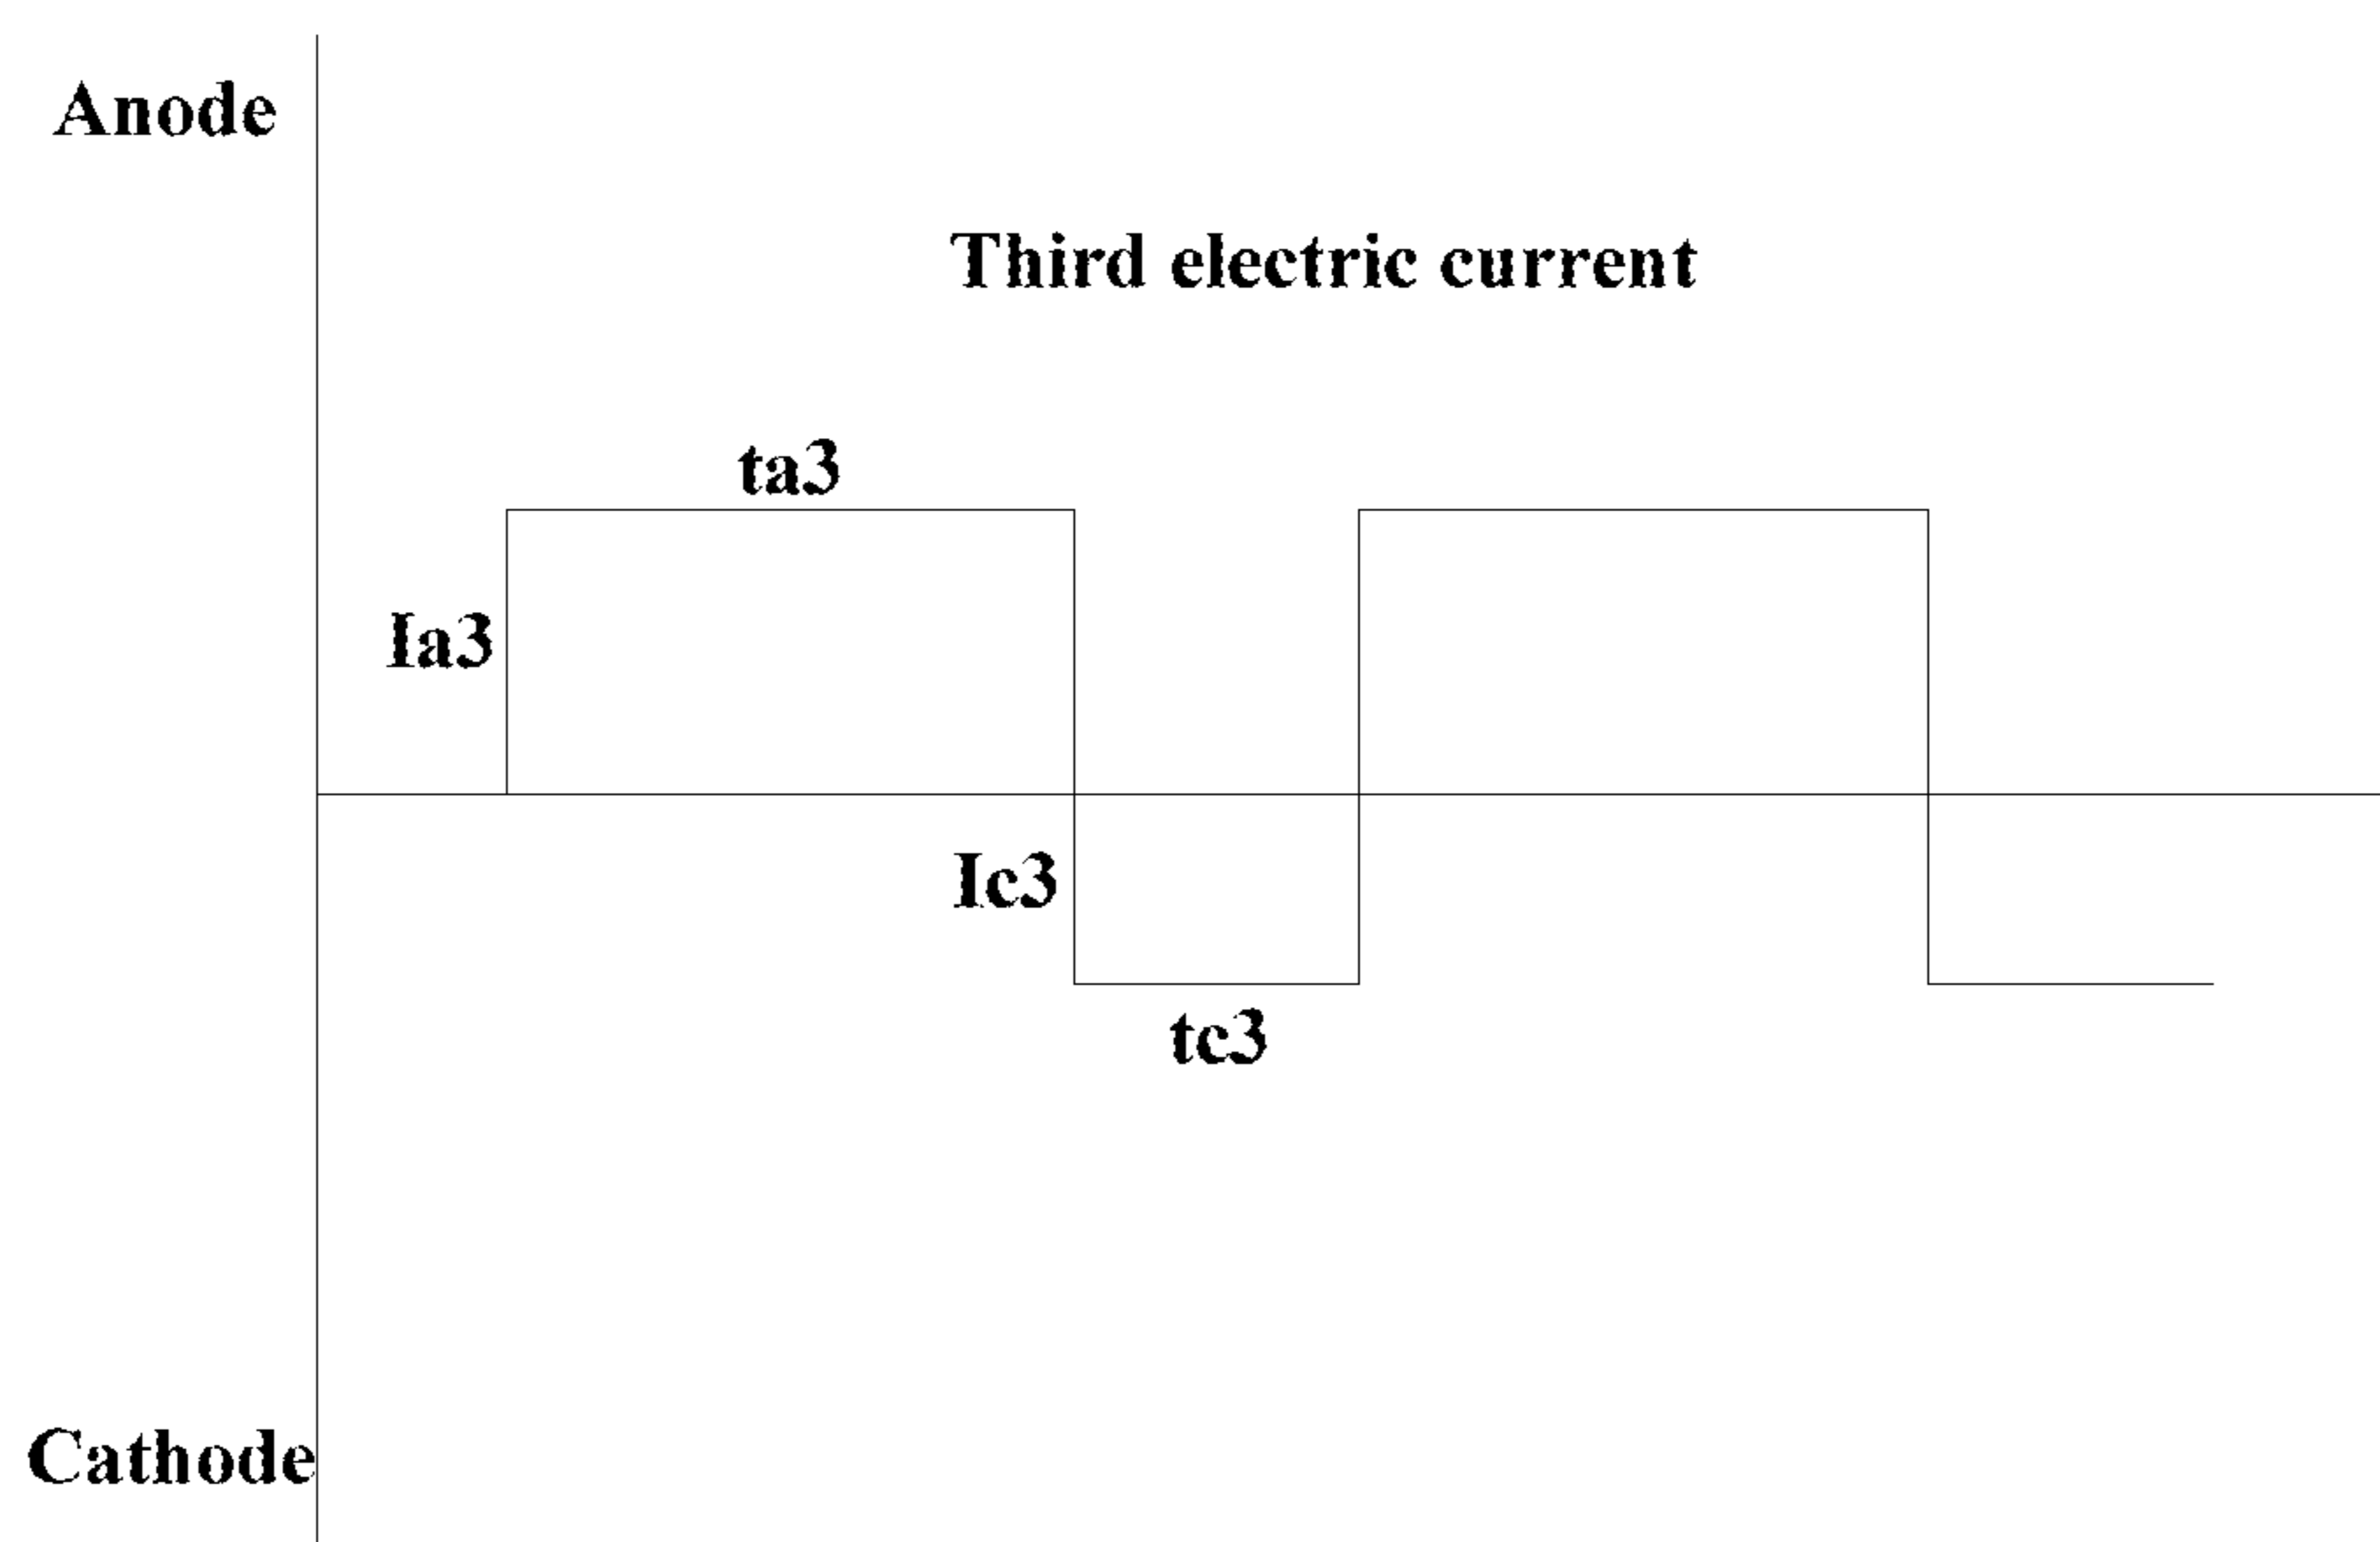 Anode
Third electric current
ta3
Ia3
Ic3
tc3
Cathode